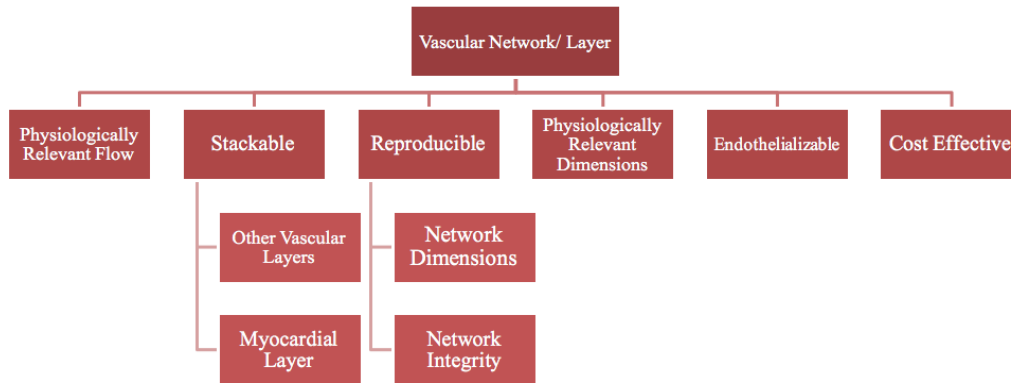 Vascular Network/ Layer
Physiologically
Relevant Flow
Stackable
Reproducible
Physiologically
Relevant
Dimensions
Endothelializable
Cost Effective
Other Vascular
Layers
Network
Dimensions
Myocardial
Layer
Network
Integrity